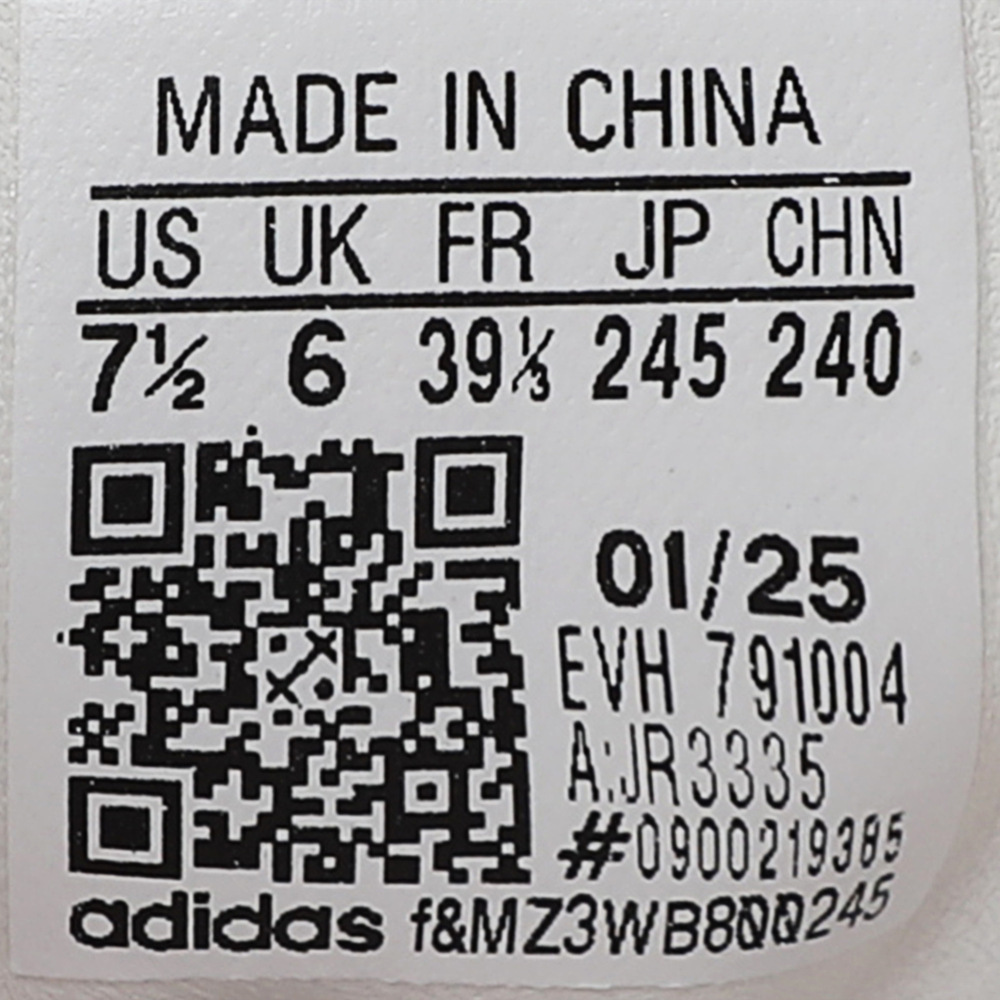 MADE IN CHINA
US UK FR JP CHN
7½ 6 39⅓ 245 240
01/25
EVH 791004
A:JR3335
#0900219385
adidas